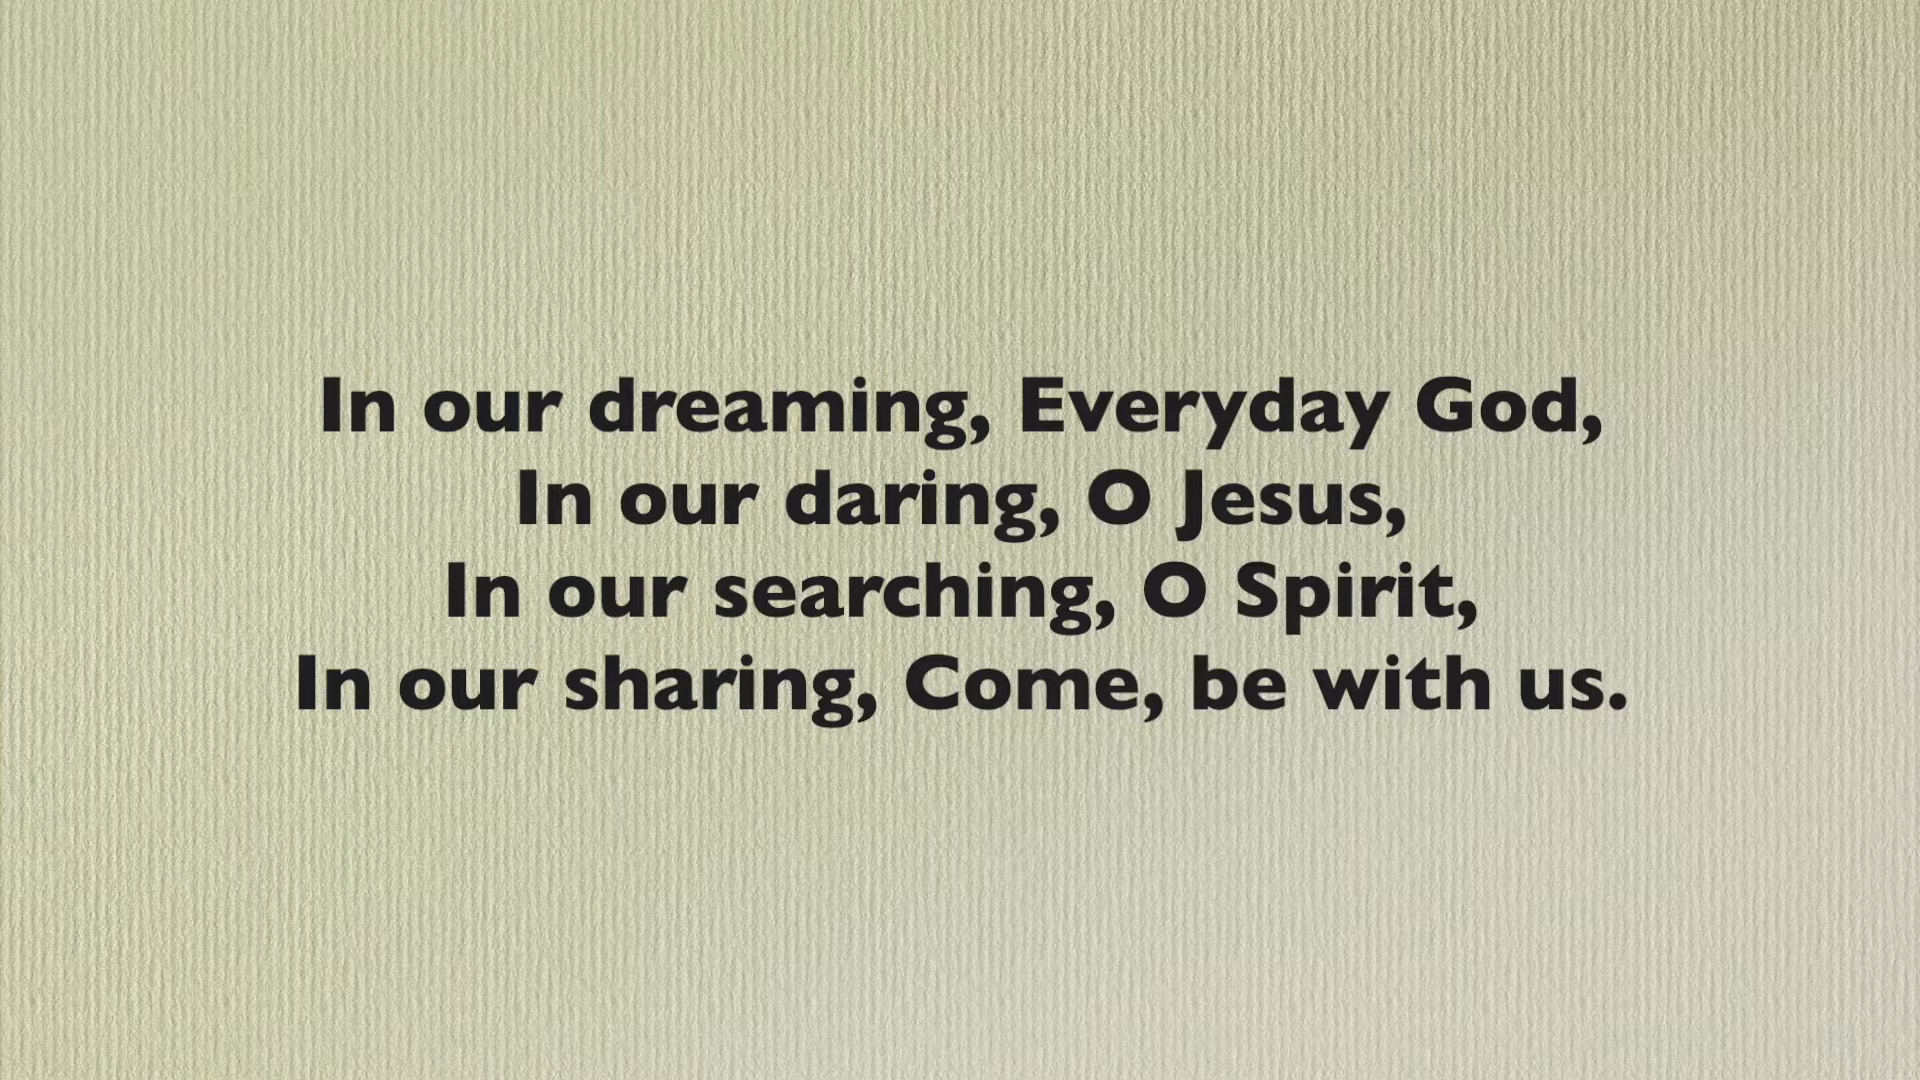 In our dreaming, Everyday God,
In our daring, O Jesus,
In our searching, O Spirit,
In our sharing, Come, be with us.